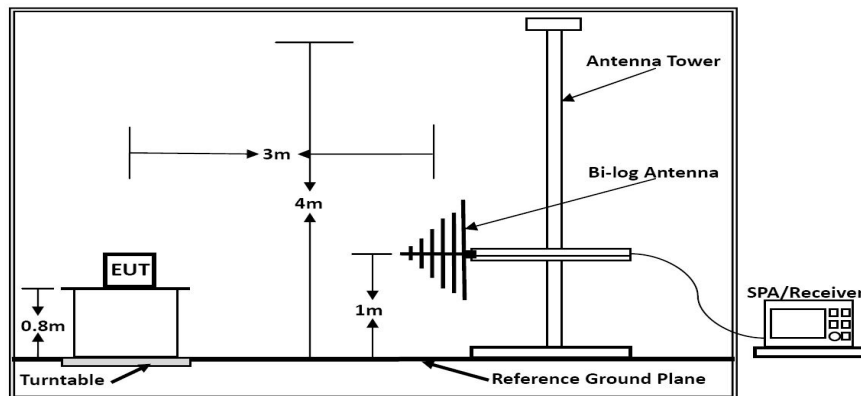 Antenna Tower
3m
Bi-log Antenna
4m
EUT
SPA/Receiver
0.8m
1m
Turntable
Reference Ground Plane